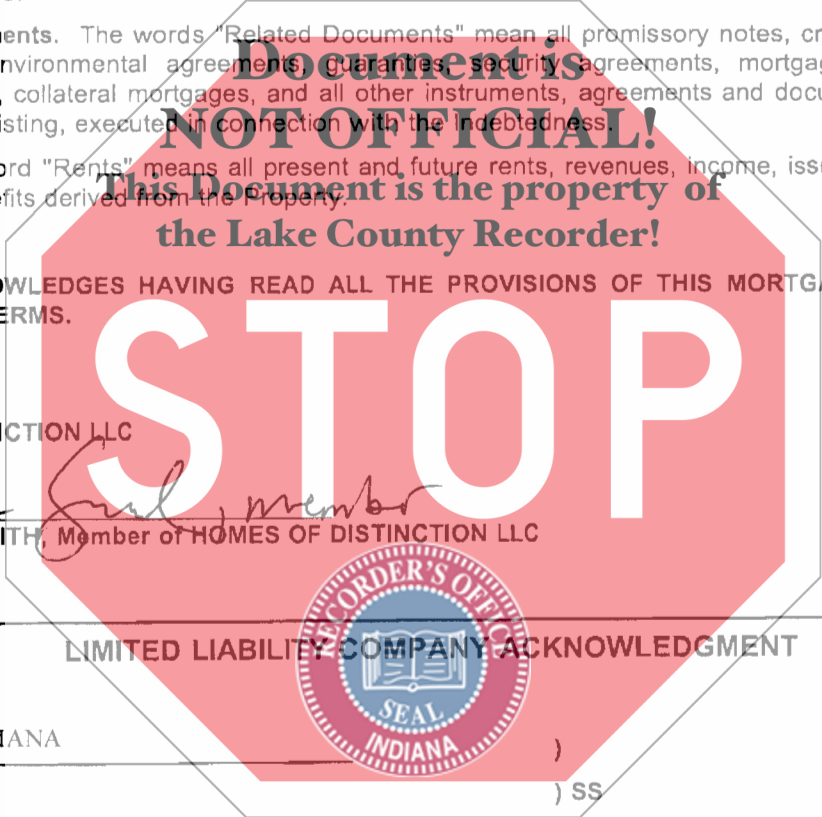 ents. The words "Related Documents" mean all promissory notes, cr
nvironmental agreements, guaranties, security agreements, mortga
, collateral mortgages, and all other instruments, agreements and docu
isting, executed in connection with the Indebtedness.
ord "Rents" means all present and future rents, revenues, income, iss
fits derived from the Property.
Document is
NOT OFFICIAL!
This Document is the property of
the Lake County Recorder!
OWLEDGES HAVING READ ALL THE PROVISIONS OF THIS MORTGA
ERMS.
STOP
CTION LLC
, member
ITH, Member of HOMES OF DISTINCTION LLC
RECORDER'S OFFICE
SEAL
INDIANA
LIMITED LIABILITY COMPANY ACKNOWLEDGMENT
IANA
)
) SS